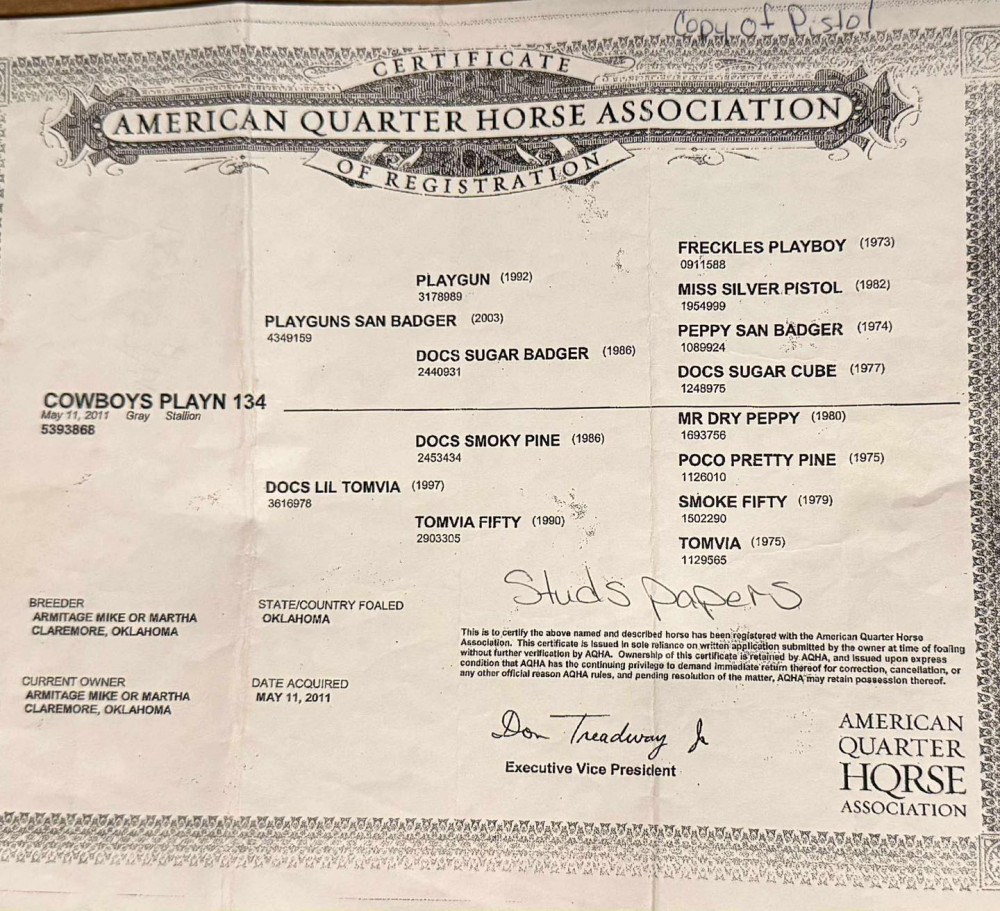 Copy of Pistol
CERTIFICATE
AMERICAN QUARTER HORSE ASSOCIATION
OF REGISTRATION
FRECKLES PLAYBOY (1973)
0911588
PLAYGUN (1992)
3178989
MISS SILVER PISTOL (1982)
1954999
PLAYGUNS SAN BADGER (2003)
4349159
PEPPY SAN BADGER (1974)
1089924
DOCS SUGAR BADGER (1986)
2440931
DOCS SUGAR CUBE (1977)
1248975
COWBOYS PLAYN 134
May 11, 2011 Gray Stallion
5393868
MR DRY PEPPY (1980)
1693756
DOCS SMOKY PINE (1986)
2453434
POCO PRETTY PINE (1975)
1126010
DOCS LIL TOMVIA (1997)
3616978
SMOKE FIFTY (1979)
1502290
TOMVIA FIFTY (1990)
2903305
TOMVIA (1975)
1129565
Studs papers
BREEDER
ARMITAGE MIKE OR MARTHA
CLAREMORE, OKLAHOMA
STATE/COUNTRY FOALED
OKLAHOMA
This is to certify the above named and described horse has been registered with the American Quarter Horse
Association. This certificate is issued in sole reliance on written application submitted by the owner at time of foaling
without further verification by AQHA. Ownership of this certificate is retained by AQHA, and issued upon express
condition that AQHA has the continuing privilege to demand immediate return thereof for correction, cancellation, or
any other official reason AQHA rules, and pending resolution of the matter, AQHA may retain possession thereof.
CURRENT OWNER
ARMITAGE MIKE OR MARTHA
CLAREMORE, OKLAHOMA
DATE ACQUIRED
MAY 11, 2011
Don Treadway Jr
Executive Vice President
AMERICAN
QUARTER
HORSE
ASSOCIATION